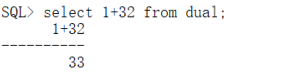 SQL> select 1+32 from dual;
1+32
----------
33